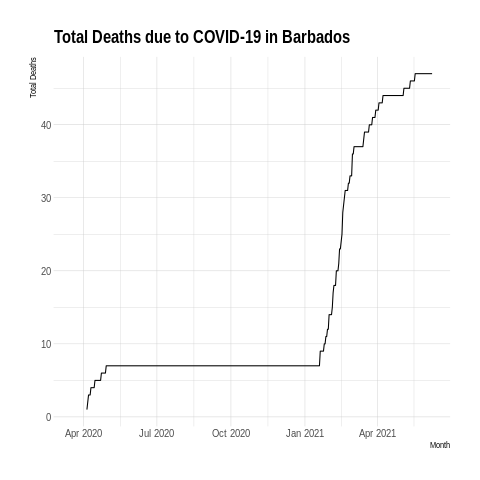 Total Deaths due to COVID-19 in Barbados
Total Deaths
40
30
20
10
0
Apr 2020 Jul 2020 Oct 2020 Jan 2021 Apr 2021
Month